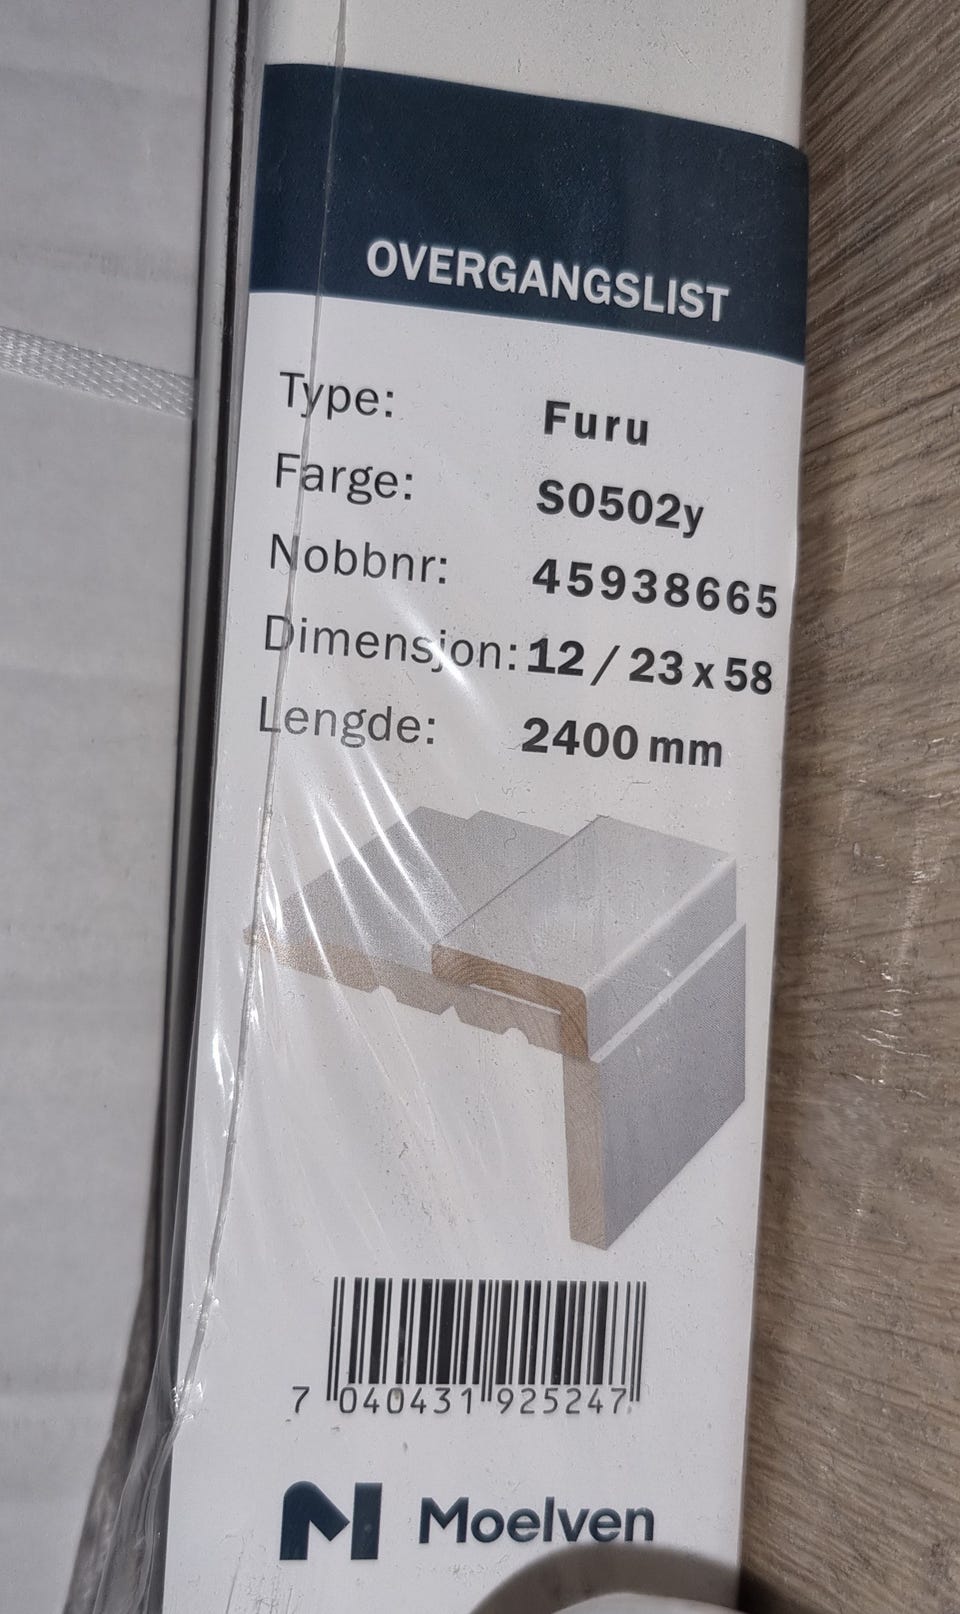 OVERGANGSLIST
Type: Furu
Farge: S0502y
Nobbnr: 45938665
Dimensjon: 12 / 23 x 58
Lengde: 2400 mm
7 040431 925247
Moelven